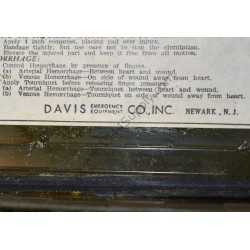 Apply 4 inch compress, placing pad over injury.
Bandage tightly, but use care not to stop the circulation.
Elevate the injured part and keep it from all motion.
ORRHAGE:
Control Hemorrhage by pressure of fingers.
(a) Arterial Hemorrhage—Between heart and wound.
(b) Venous Hemorrhage—On side of wound away from heart.
Apply Tourniquet before releasing finger pressure.
(a) Arterial Hemorrhage—Tourniquet between heart and wound.
(b) Venous Hemorrhage—Tourniquet on side of wound away from heart.
DAVIS EMERGENCY EQUIPMENT CO., INC. NEWARK, N. J.